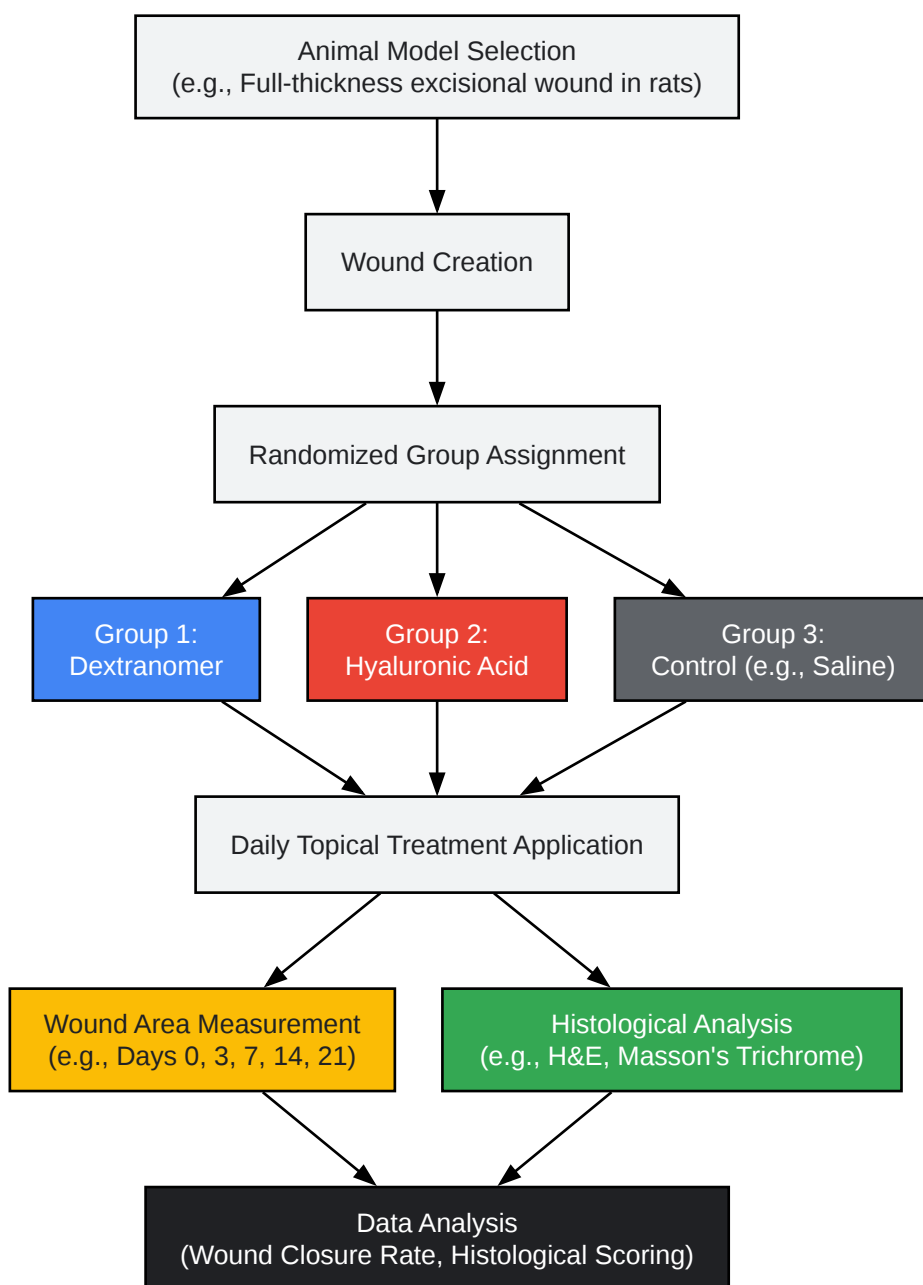 Animal Model Selection
(e.g., Full-thickness excisional wound in rats)
Wound Creation
Randomized Group Assignment
Group 1:
Dextranomer
Group 2:
Hyaluronic Acid
Group 3:
Control (e.g., Saline)
Daily Topical Treatment Application
Wound Area Measurement
(e.g., Days 0, 3, 7, 14, 21)
Histological Analysis
(e.g., H&E, Masson's Trichrome)
Data Analysis
(Wound Closure Rate, Histological Scoring)